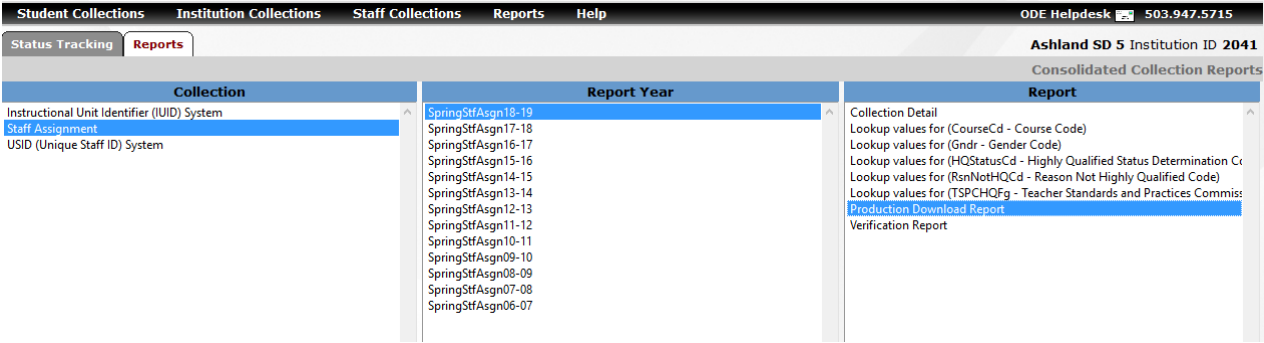 Student Collections Institution Collections Staff Collections Reports Help ODE Helpdesk 503.947.5715
Status Tracking Reports Ashland SD 5 Institution ID 2041
Consolidated Collection Reports
Collection
Instructional Unit Identifier (IUID) System
Staff Assignment
USID (Unique Staff ID) System
Report Year
SpringStfAsgn18-19
SpringStfAsgn17-18
SpringStfAsgn16-17
SpringStfAsgn15-16
SpringStfAsgn14-15
SpringStfAsgn13-14
SpringStfAsgn12-13
SpringStfAsgn11-12
SpringStfAsgn10-11
SpringStfAsgn09-10
SpringStfAsgn08-09
SpringStfAsgn07-08
SpringStfAsgn06-07
Report
Collection Detail
Lookup values for (CourseCd - Course Code)
Lookup values for (Gndr - Gender Code)
Lookup values for (HQStatusCd - Highly Qualified Status Determination Co
Lookup values for (RsnNotHQCd - Reason Not Highly Qualified Code)
Lookup values for (TSPCHQFg - Teacher Standards and Practices Commiss
Production Download Report
Verification Report